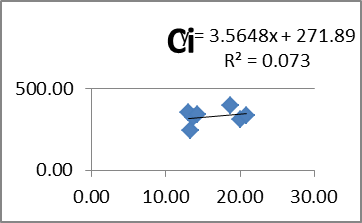 Ci
y = 3.5648x + 271.89
R² = 0.073
500.00
0.00
0.00 10.00 20.00 30.00